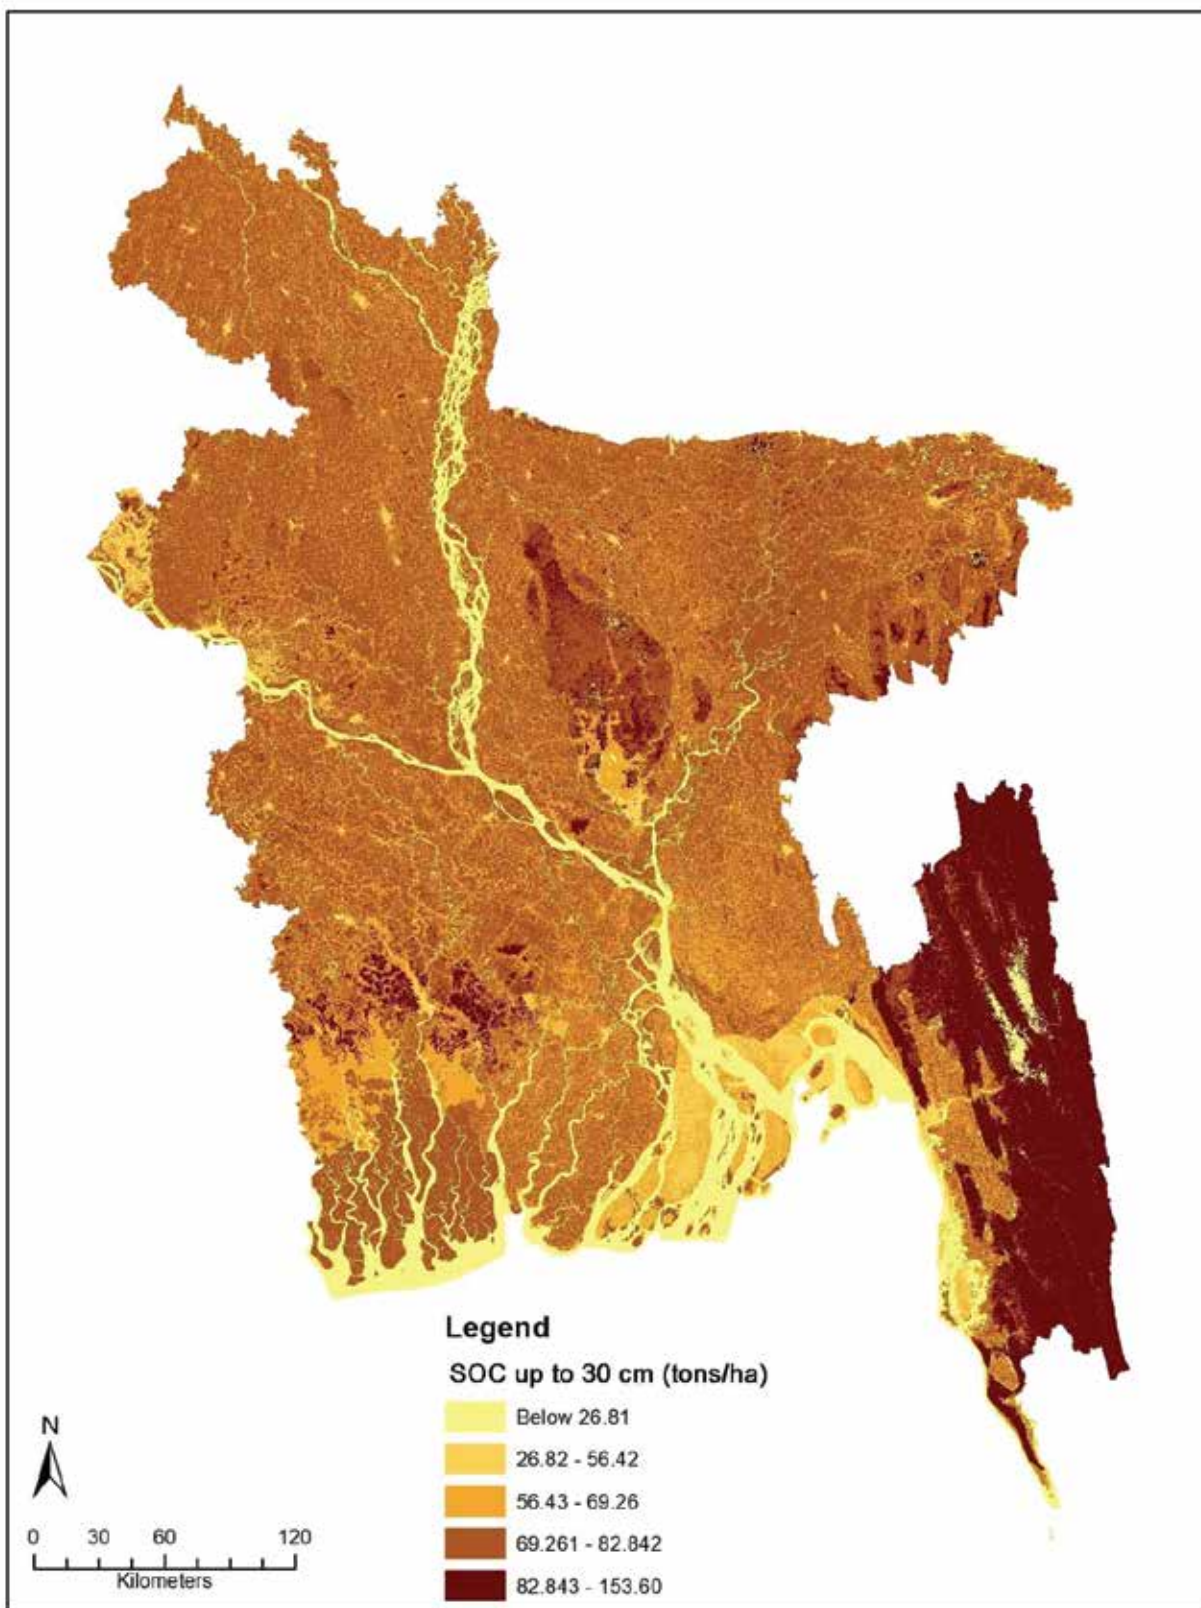 Legend
SOC up to 30 cm (tons/ha)
Below 26.81
26.82 - 56.42
56.43 - 69.26
69.261 - 82.842
82.843 - 153.60
N
0 30 60 120
Kilometers